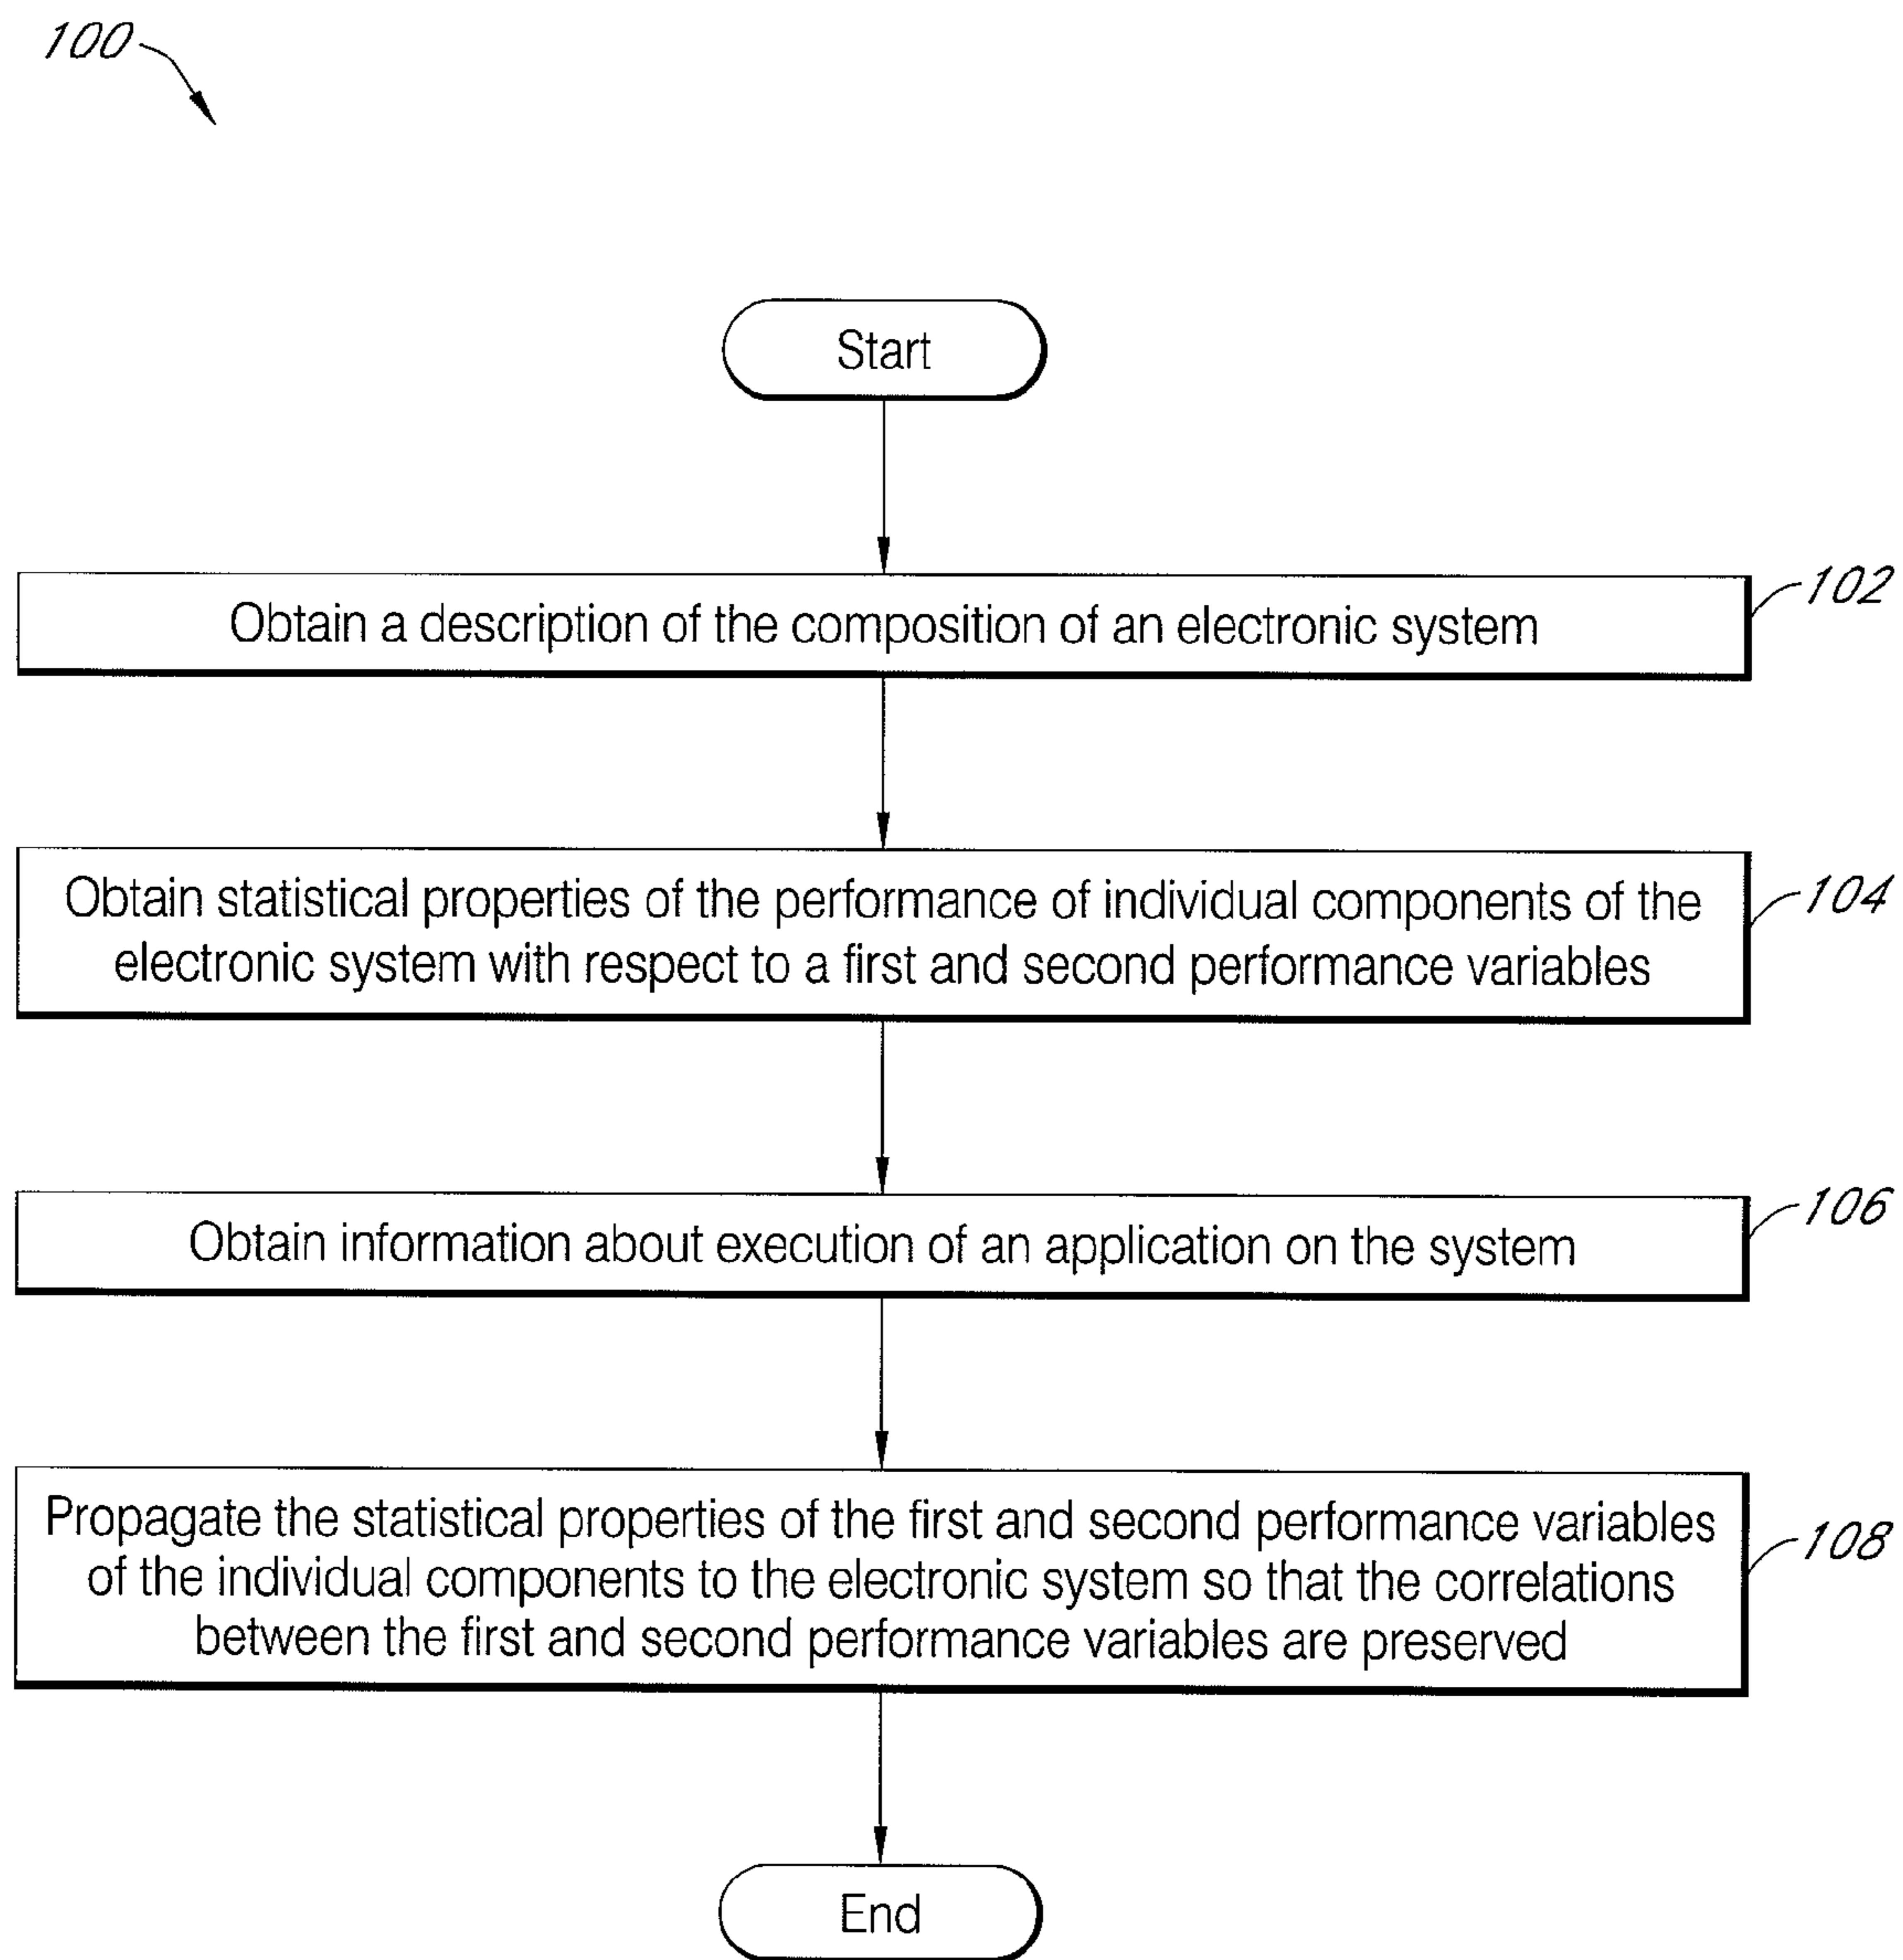 100
Start
Obtain a description of the composition of an electronic system
102
Obtain statistical properties of the performance of individual components of the
electronic system with respect to a first and second performance variables
104
Obtain information about execution of an application on the system
106
Propagate the statistical properties of the first and second performance variables
of the individual components to the electronic system so that the correlations
between the first and second performance variables are preserved
108
End